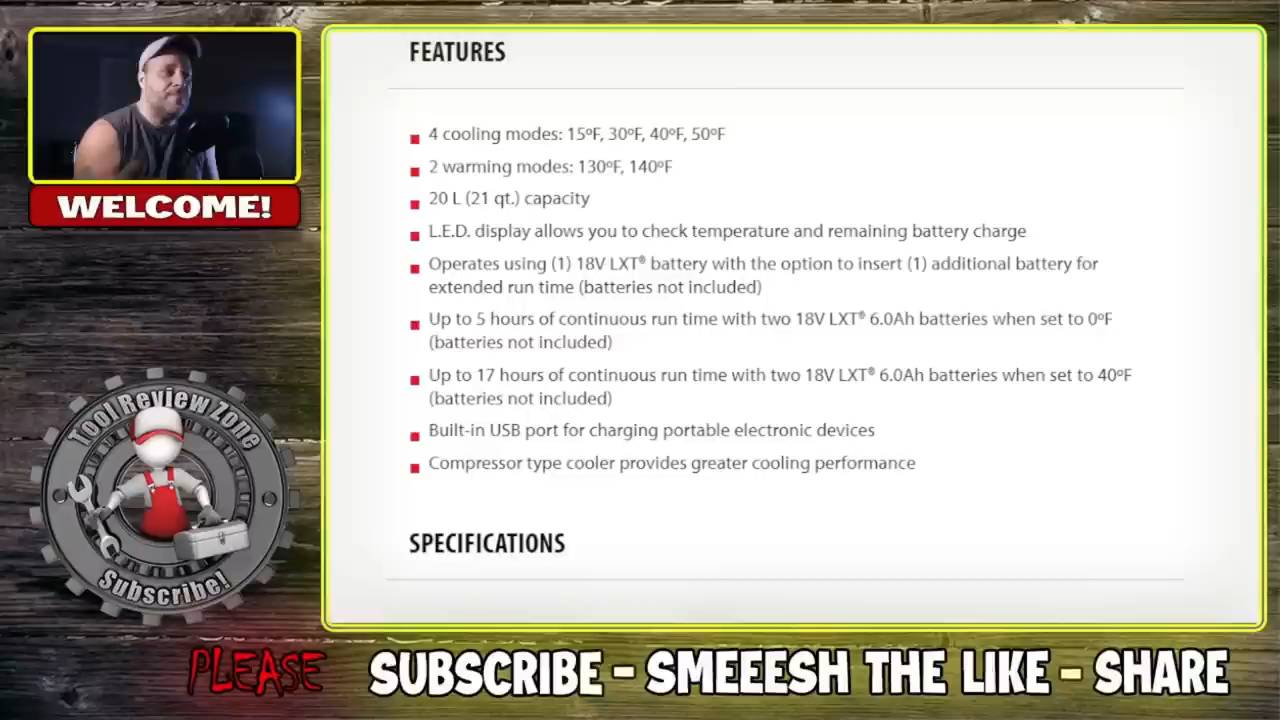 FEATURES
4 cooling modes: 15ºF, 30ºF, 40ºF, 50ºF
2 warming modes: 130ºF, 140ºF
20 L (21 qt.) capacity
L.E.D. display allows you to check temperature and remaining battery charge
Operates using (1) 18V LXT® battery with the option to insert (1) additional battery for
extended run time (batteries not included)
Up to 5 hours of continuous run time with two 18V LXT® 6.0Ah batteries when set to 0ºF
(batteries not included)
Up to 17 hours of continuous run time with two 18V LXT® 6.0Ah batteries when set to 40ºF
(batteries not included)
Built-in USB port for charging portable electronic devices
Compressor type cooler provides greater cooling performance
SPECIFICATIONS
WELCOME!
Tool Review Zone
Subscribe!
PLEASE SUBSCRIBE - SMEEESH THE LIKE - SHARE